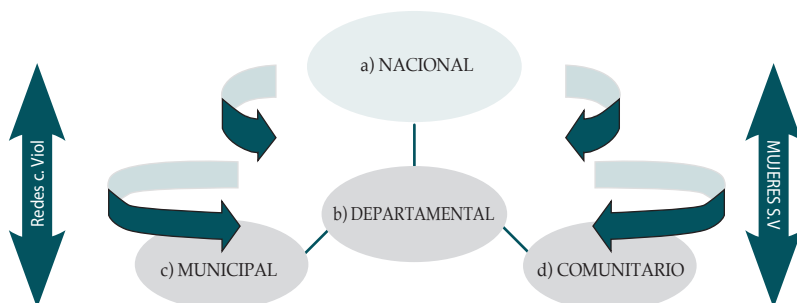 a) NACIONAL
Redes c. Viol
MUJERES S.V
b) DEPARTAMENTAL
c) MUNICIPAL
d) COMUNITARIO